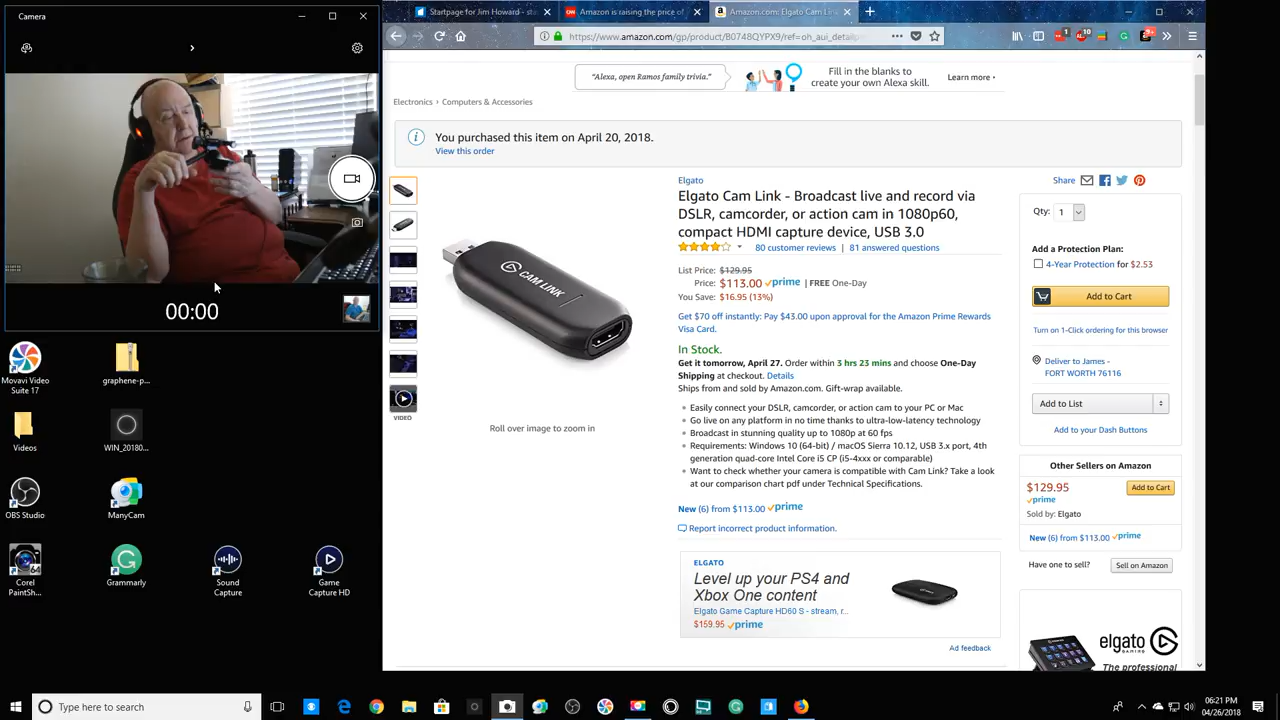 Camera
00:00
Movavi Video
Suite 17
graphene-p...
Videos
WIN_20180...
OBS Studio
ManyCam
Corel
PaintSh...
Grammarly
Sound
Capture
Game
Capture HD
Startpage for Jim Howard - st
Amazon is raising the price of
Amazon.com: Elgato Cam Link
https://www.amazon.com/gp/product/B0748QYPX9/ref=oh_aui_detailp
"Alexa, open Ramos family trivia."
Fill in the blanks to
create your own Alexa skill.
Learn more
Electronics › Computers & Accessories
You purchased this item on April 20, 2018.
View this order
VIDEO
CAM LINK
Roll over image to zoom in
Elgato
Elgato Cam Link - Broadcast live and record via
DSLR, camcorder, or action cam in 1080p60,
compact HDMI capture device, USB 3.0
80 customer reviews | 81 answered questions
List Price: $129.95
Price: $113.00 prime | FREE One-Day
You Save: $16.95 (13%)
Get $70 off instantly: Pay $43.00 upon approval for the Amazon Prime Rewards
Visa Card.
In Stock.
Get it tomorrow, April 27. Order within 3 hrs 23 mins and choose One-Day
Shipping at checkout. Details
Ships from and sold by Amazon.com. Gift-wrap available.
Easily connect your DSLR, camcorder, or action cam to your PC or Mac
Go live on any platform in no time thanks to ultra-low-latency technology
Broadcast in stunning quality up to 1080p at 60 fps
Requirements: Windows 10 (64-bit) / macOS Sierra 10.12, USB 3.x port, 4th
generation quad-core Intel Core i5 CP (i5-4xxx or comparable)
Want to check whether your camera is compatible with Cam Link? Take a look
at our comparison chart pdf under Technical Specifications.
New (6) from $113.00 prime
Report incorrect product information.
ELGATO
Level up your PS4 and
Xbox One content
Elgato Game Capture HD60 S - stream, r...
$159.95 prime
Ad feedback
Share
Qty: 1
Add a Protection Plan:
4-Year Protection for $2.53
Add to Cart
Turn on 1-Click ordering for this browser
Deliver to James -
FORT WORTH 76116
Add to List
Add to your Dash Buttons
Other Sellers on Amazon
$129.95
Add to Cart
prime
Sold by: Elgato
New (6) from $113.00 prime
Have one to sell?
Sell on Amazon
elgato
GAMING
The professional
Type here to search
06:21 PM
04/26/2018